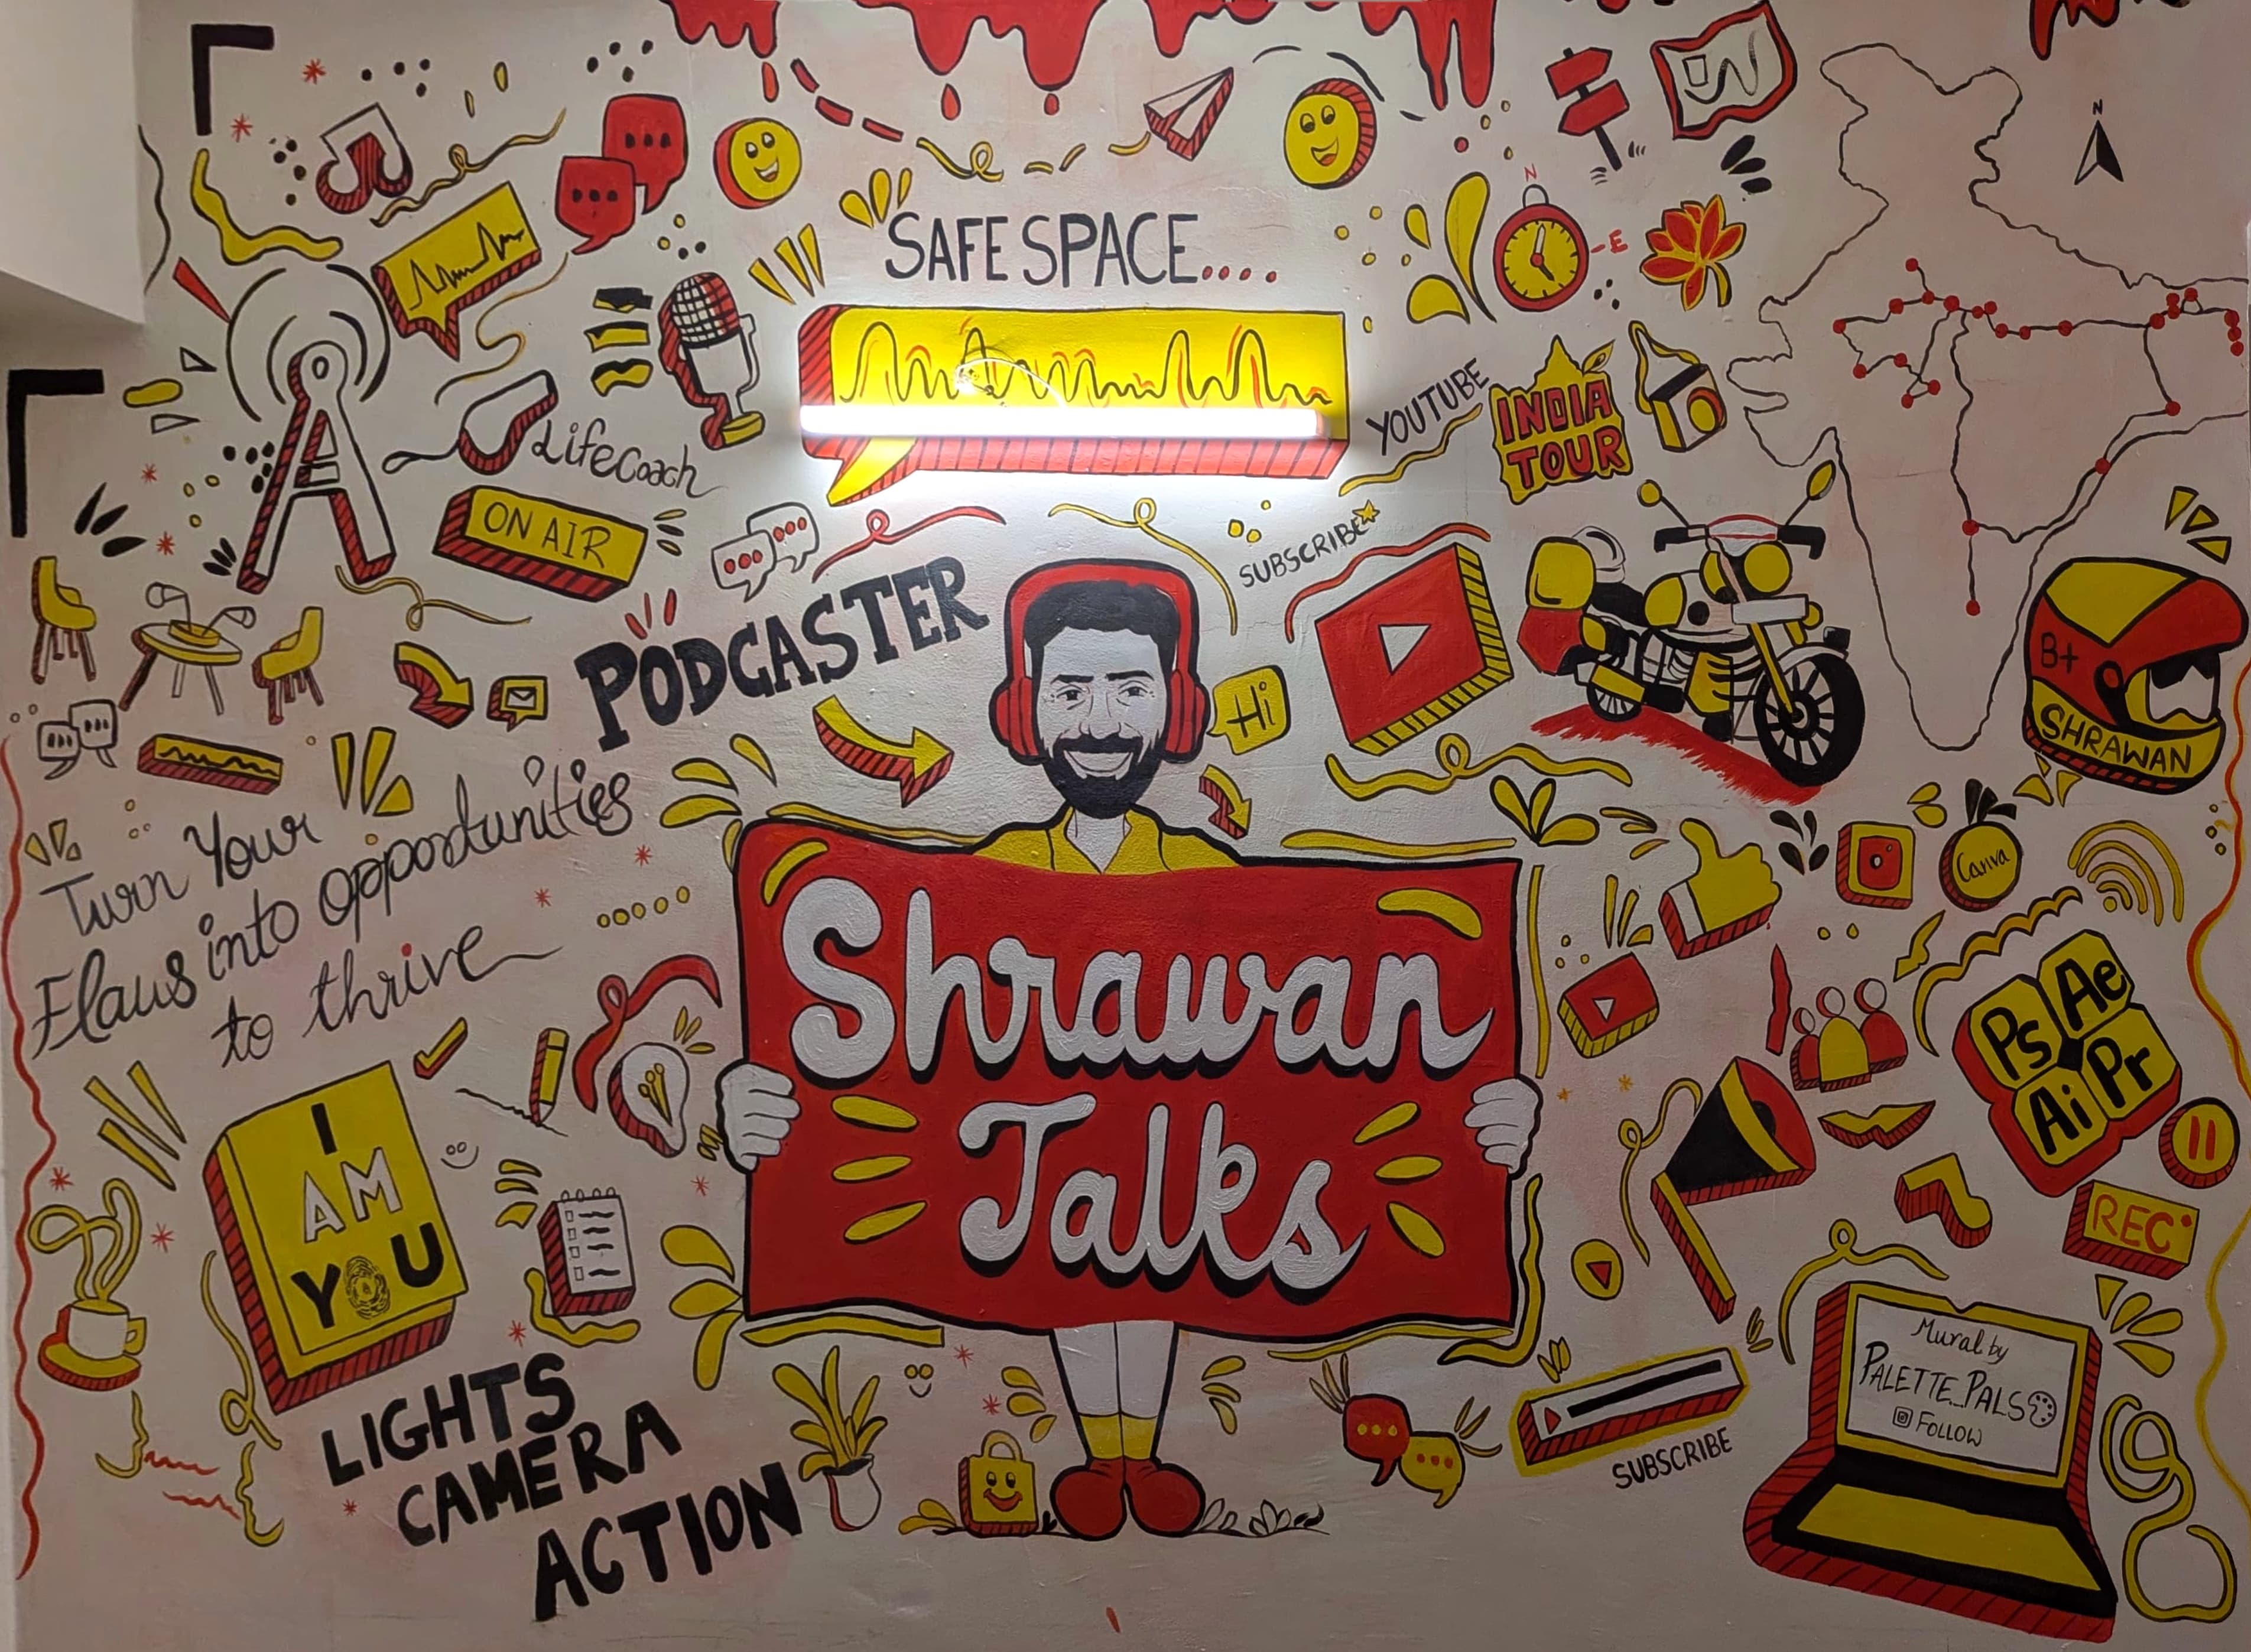 N
SAFE SPACE....
N
E
LifeCoach
YOUTUBE
INDIA
TOUR
ON AIR
SUBSCRIBE
PODCASTER
Hi
B+
SHRAWAN
Turn Your
Flaws into opportunities
to thrive
Canva
Shrawan
Talks
Ps Ae
Ai Pr
I
AM
YOU
REC
LIGHTS
CAMERA
ACTION
Mural by
PALETTE_PALS
FOLLOW
SUBSCRIBE